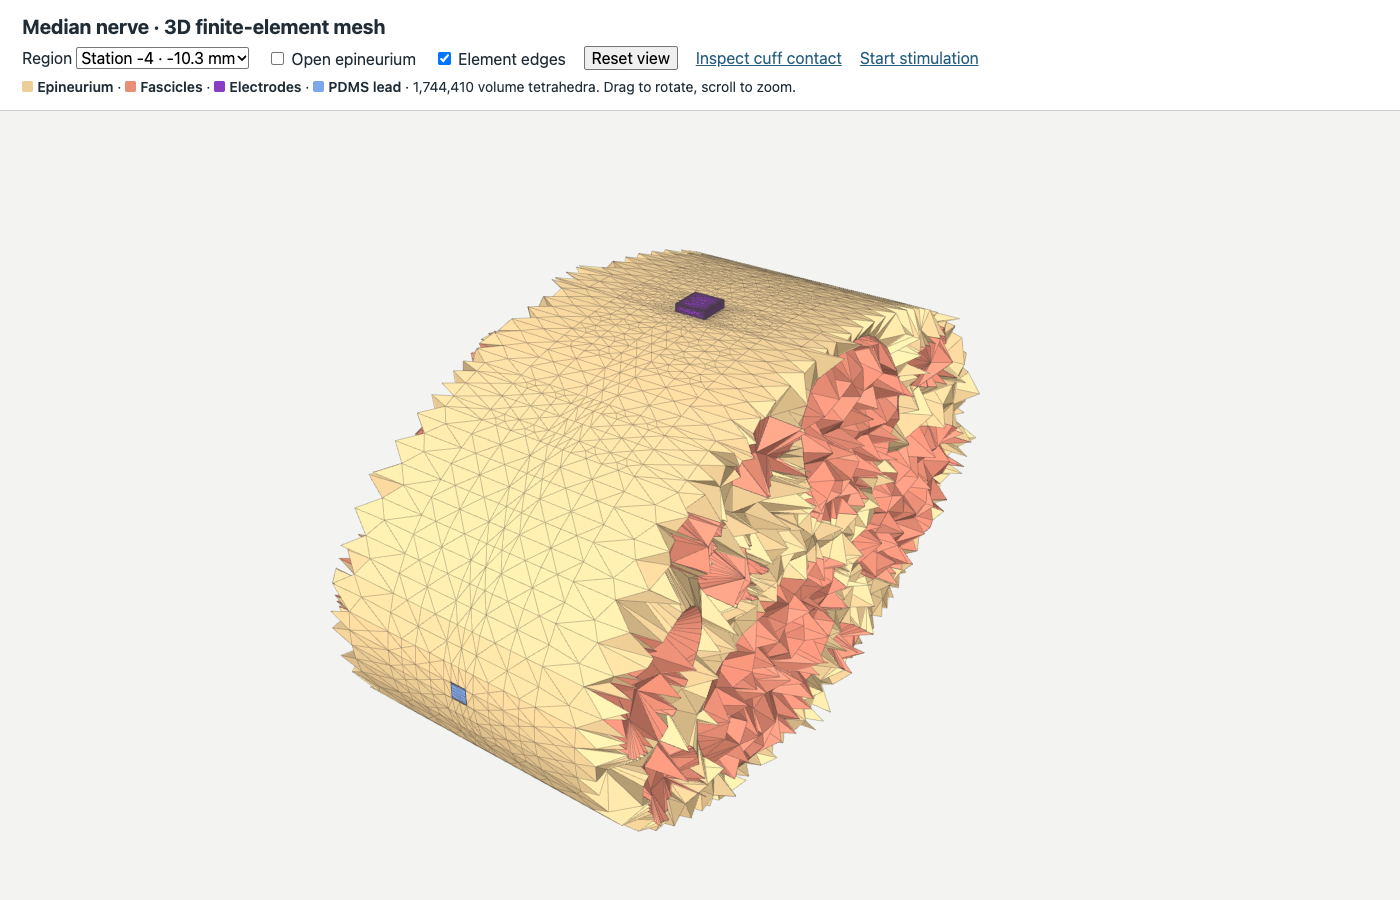 Median nerve · 3D finite-element mesh
Region Station -4 · -10.3 mm Open epineurium Element edges Reset view Inspect cuff contact Start stimulation
Epineurium · Fascicles · Electrodes · PDMS lead · 1,744,410 volume tetrahedra. Drag to rotate, scroll to zoom.